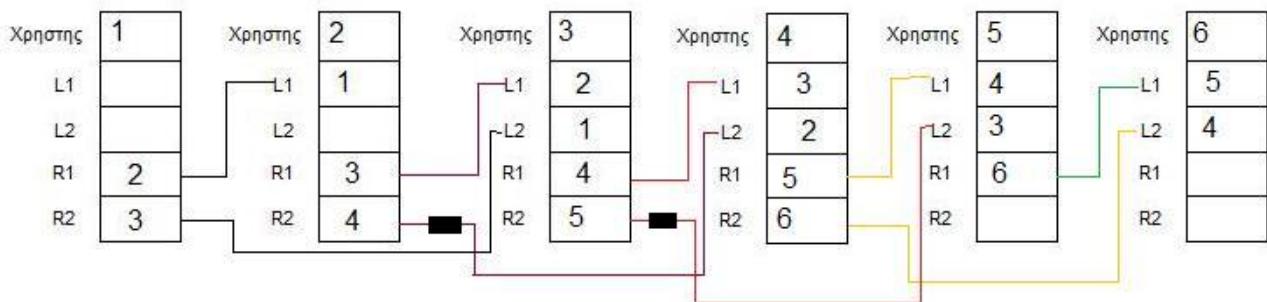 Χρηστης 1 Χρηστης 2 Χρηστης 3 Χρηστης 4 Χρηστης 5 Χρηστης 6
L1 L1 1 L1 2 L1 3 L1 4 L1 5
L2 L2 L2 1 L2 2 L2 3 L2 4
R1 2 R1 3 R1 4 R1 5 R1 6 R1
R2 3 R2 4 R2 5 R2 6 R2 R2